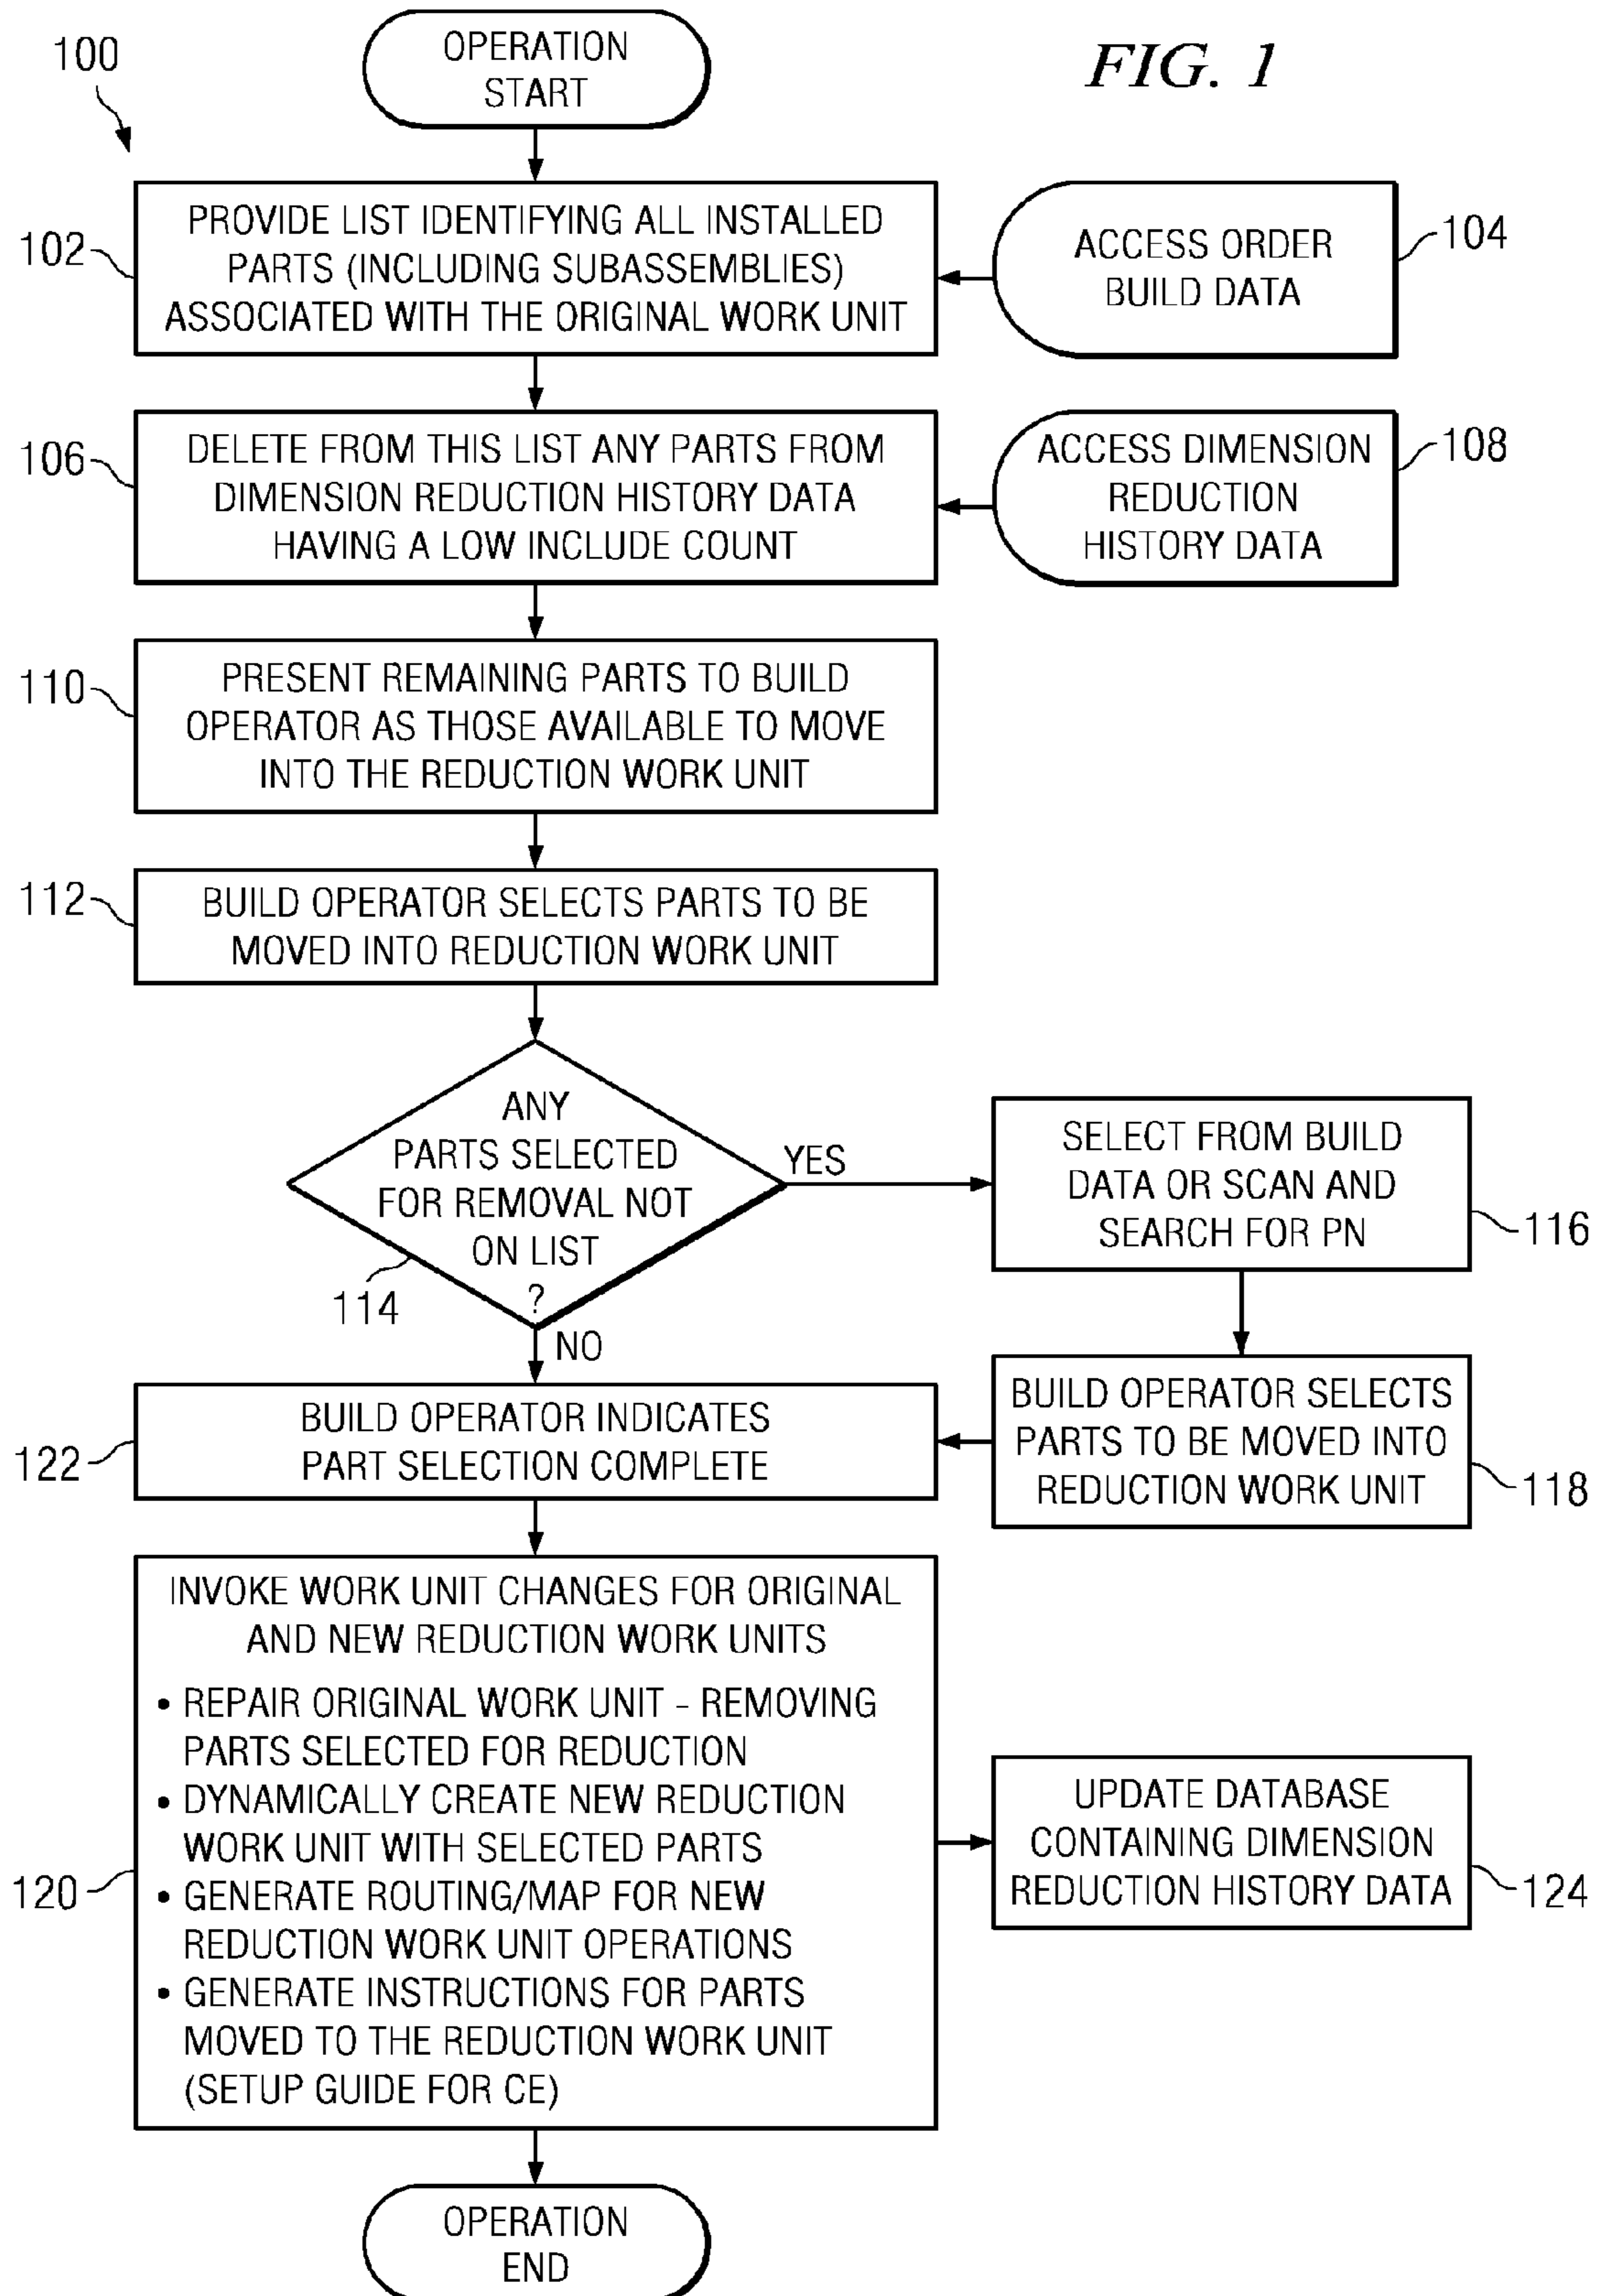 FIG. 1
100
OPERATION
START
102
PROVIDE LIST IDENTIFYING ALL INSTALLED
PARTS (INCLUDING SUBASSEMBLIES)
ASSOCIATED WITH THE ORIGINAL WORK UNIT
ACCESS ORDER
BUILD DATA
104
106
DELETE FROM THIS LIST ANY PARTS FROM
DIMENSION REDUCTION HISTORY DATA
HAVING A LOW INCLUDE COUNT
ACCESS DIMENSION
REDUCTION
HISTORY DATA
108
110
PRESENT REMAINING PARTS TO BUILD
OPERATOR AS THOSE AVAILABLE TO MOVE
INTO THE REDUCTION WORK UNIT
112
BUILD OPERATOR SELECTS PARTS TO BE
MOVED INTO REDUCTION WORK UNIT
ANY
PARTS SELECTED
FOR REMOVAL NOT
ON LIST
?
114
YES
NO
SELECT FROM BUILD
DATA OR SCAN AND
SEARCH FOR PN
116
BUILD OPERATOR SELECTS
PARTS TO BE MOVED INTO
REDUCTION WORK UNIT
118
122
BUILD OPERATOR INDICATES
PART SELECTION COMPLETE
120
INVOKE WORK UNIT CHANGES FOR ORIGINAL
AND NEW REDUCTION WORK UNITS
• REPAIR ORIGINAL WORK UNIT – REMOVING
PARTS SELECTED FOR REDUCTION
• DYNAMICALLY CREATE NEW REDUCTION
WORK UNIT WITH SELECTED PARTS
• GENERATE ROUTING/MAP FOR NEW
REDUCTION WORK UNIT OPERATIONS
• GENERATE INSTRUCTIONS FOR PARTS
MOVED TO THE REDUCTION WORK UNIT
(SETUP GUIDE FOR CE)
UPDATE DATABASE
CONTAINING DIMENSION
REDUCTION HISTORY DATA
124
OPERATION
END